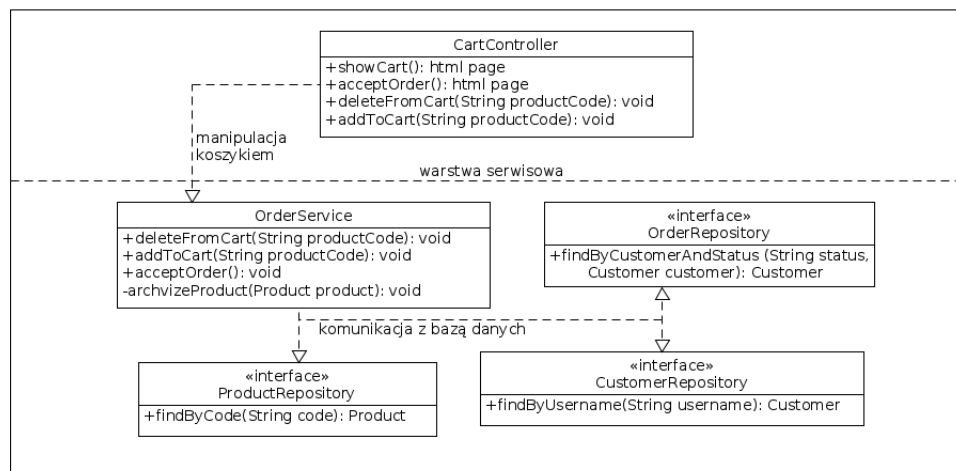 CartController
+showCart(): html page
+acceptOrder(): html page
+deleteFromCart(String productCode): void
+addToCart(String productCode): void
manipulacja
koszykiem
warstwa serwisowa
OrderService
+deleteFromCart(String productCode): void
+addToCart(String productCode): void
+acceptOrder(): void
-archvizeProduct(Product product): void
«interface»
OrderRepository
+findByCustomerAndStatus (String status,
Customer customer): Customer
komunikacja z bazą danych
«interface»
ProductRepository
+findByCode(String code): Product
«interface»
CustomerRepository
+findByUsername(String username): Customer